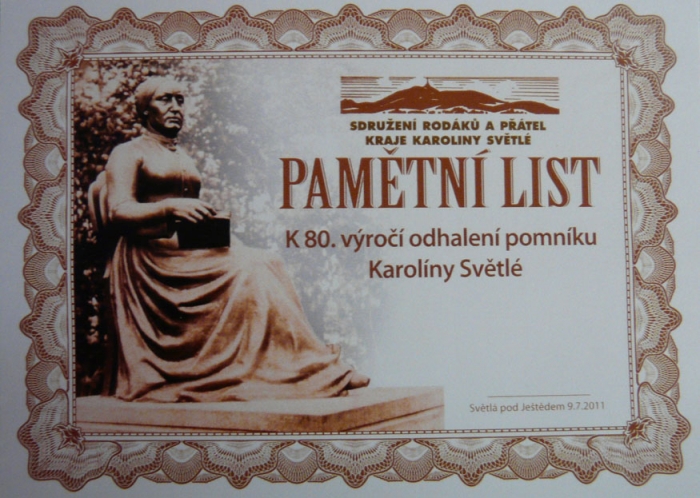 SDRUŽENÍ RODÁKŮ A PŘÁTEL
KRAJE KAROLINY SVĚTLÉ
PAMĚTNÍ LIST
K 80. výročí odhalení pomníku
Karolíny Světlé
Světlá pod Ještědem 9.7.2011